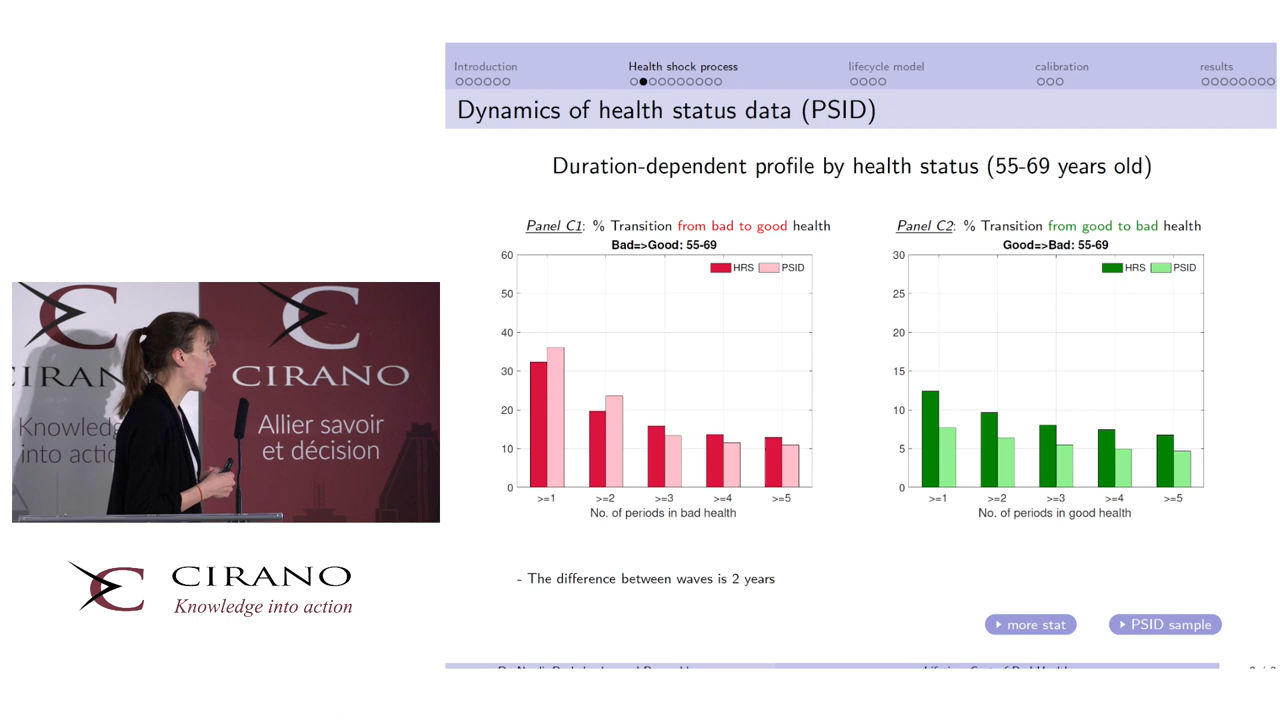 Introduction
Health shock process
lifecycle model
calibration
results
Dynamics of health status data (PSID)
Duration-dependent profile by health status (55-69 years old)
Panel C1: % Transition from bad to good health
Bad=>Good: 55-69
HRS PSID
60
50
40
30
20
10
0
>=1 >=2 >=3 >=4 >=5
No. of periods in bad health
Panel C2: % Transition from good to bad health
Good=>Bad: 55-69
HRS PSID
30
25
20
15
10
5
0
>=1 >=2 >=3 >=4 >=5
No. of periods in good health
- The difference between waves is 2 years
more stat
PSID sample
CIRAN
Knowledg
into actio
CIRANO
Allier savoir
et décision
CIRANO
Knowledge into action